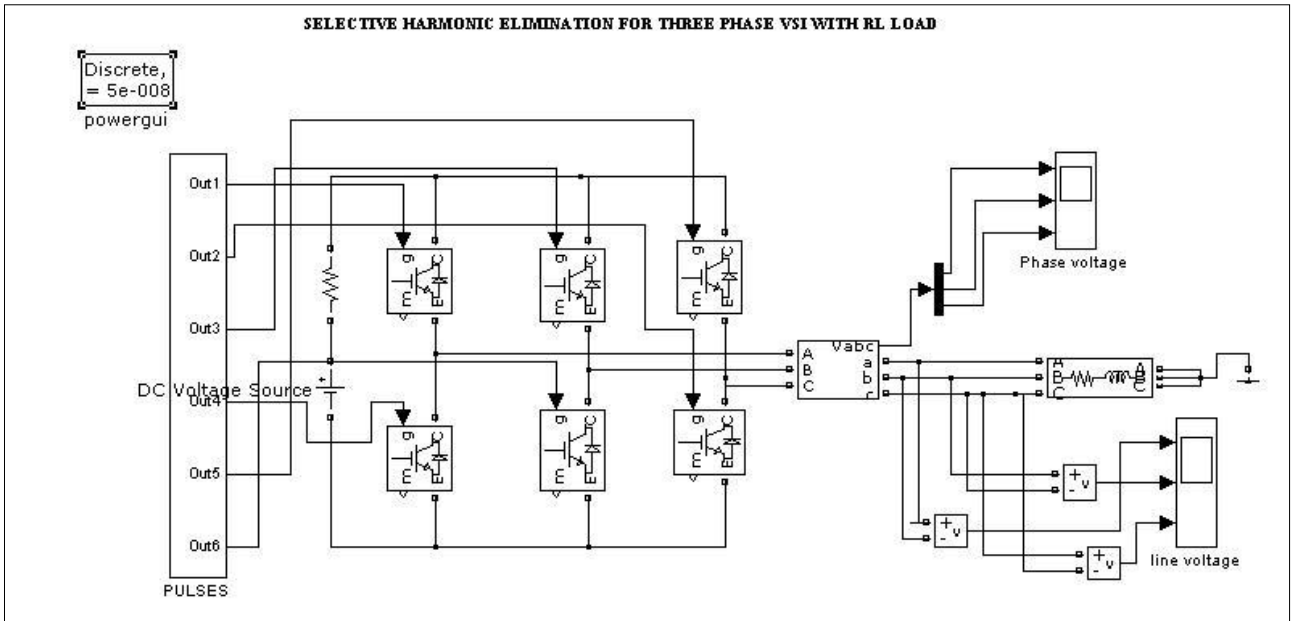 SELECTIVE HARMONIC ELIMINATION FOR THREE PHASE VSI WITH RL LOAD
Discrete,
= 5e-008
powergui
Out1
Out2
Out3
DC Voltage Source
Out4
Out5
Out6
PULSES
g C
m E
g C
m E
g C
m E
g C
m E
g C
m E
g C
m E
+
A
B
C
Vabc
a
b
c
A
B
C
A
B
C
Phase voltage
+
-
v
+
-
v
+
-
v
line voltage